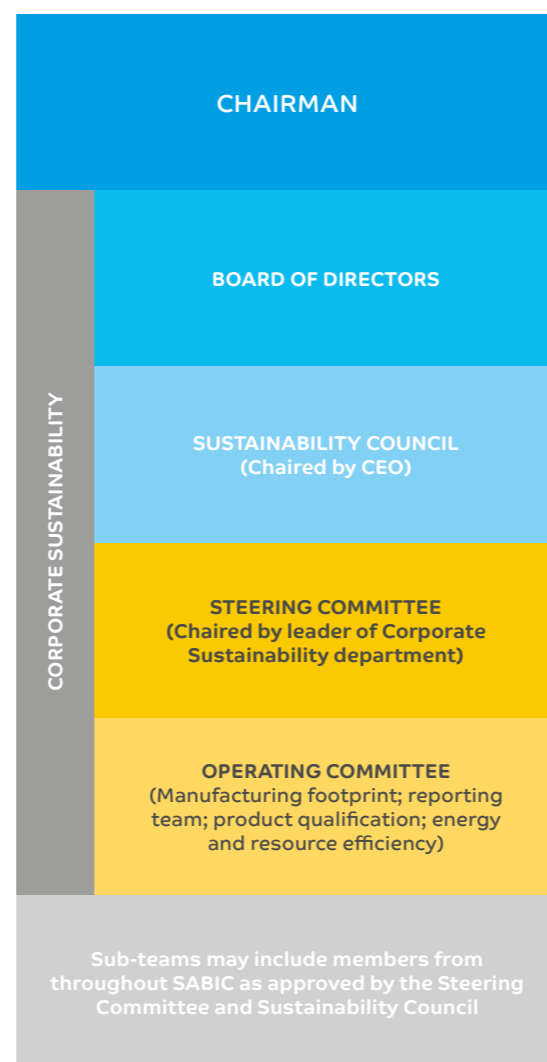 CHAIRMAN
BOARD OF DIRECTORS
CORPORATE SUSTAINABILITY
SUSTAINABILITY COUNCIL
(Chaired by CEO)
STEERING COMMITTEE
(Chaired by leader of Corporate
Sustainability department)
OPERATING COMMITTEE
(Manufacturing footprint; reporting
team; product qualification; energy
and resource efficiency)
Sub-teams may include members from
throughout SABIC as approved by the Steering
Committee and Sustainability Council